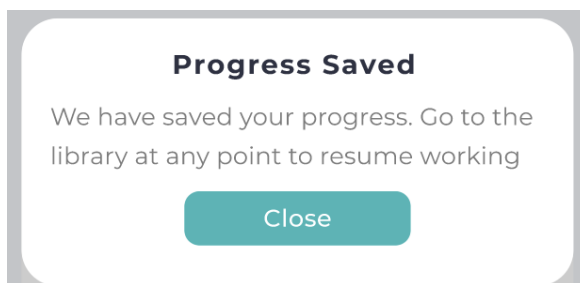 Progress Saved
We have saved your progress. Go to the
library at any point to resume working
Close